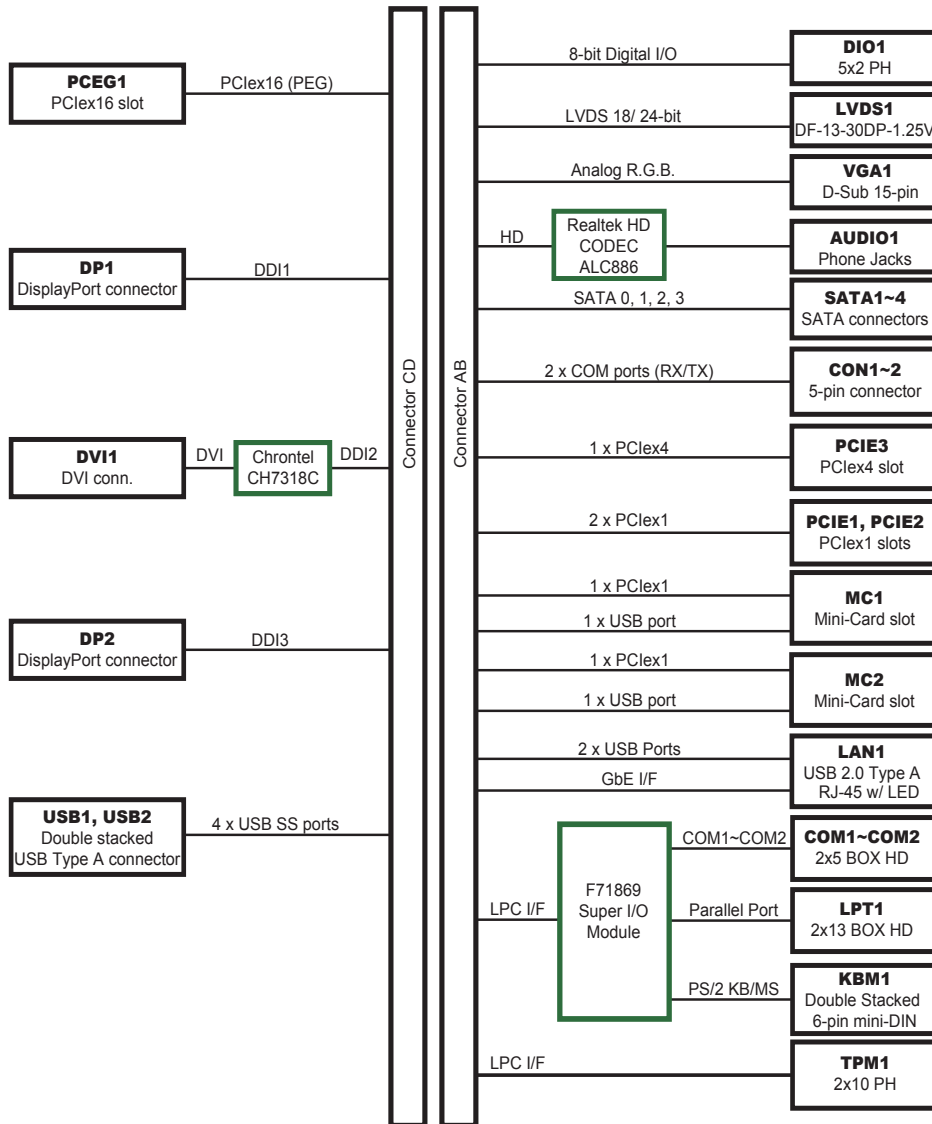 PCEG1
PCIex16 slot
PCIex16 (PEG)
DP1
DisplayPort connector
DDI1
DVI1
DVI conn.
DVI
Chrontel
CH7318C
DDI2
DP2
DisplayPort connector
DDI3
USB1, USB2
Double stacked
USB Type A connector
4 x USB SS ports
Connector CD
Connector AB
8-bit Digital I/O
DIO1
5x2 PH
LVDS 18/ 24-bit
LVDS1
DF-13-30DP-1.25V
Analog R.G.B.
VGA1
D-Sub 15-pin
HD
Realtek HD
CODEC
ALC886
AUDIO1
Phone Jacks
SATA 0, 1, 2, 3
SATA1~4
SATA connectors
2 x COM ports (RX/TX)
CON1~2
5-pin connector
1 x PCIex4
PCIE3
PCIex4 slot
2 x PCIex1
PCIE1, PCIE2
PCIex1 slots
1 x PCIex1
1 x USB port
MC1
Mini-Card slot
1 x PCIex1
1 x USB port
MC2
Mini-Card slot
2 x USB Ports
GbE I/F
LAN1
USB 2.0 Type A
RJ-45 w/ LED
LPC I/F
F71869
Super I/O
Module
COM1~COM2
COM1~COM2
2x5 BOX HD
Parallel Port
LPT1
2x13 BOX HD
PS/2 KB/MS
KBM1
Double Stacked
6-pin mini-DIN
LPC I/F
TPM1
2x10 PH